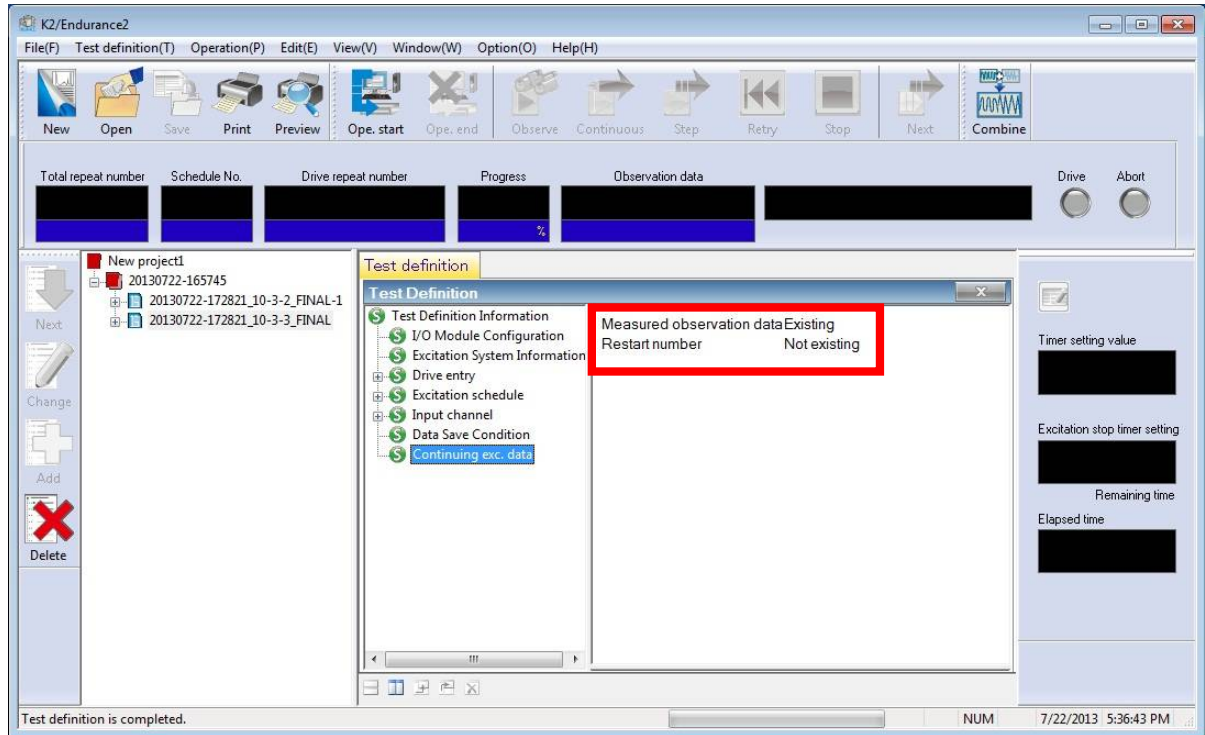 K2/Endurance2
File(F) Test definition(T) Operation(P) Edit(E) View(V) Window(W) Option(O) Help(H)
New Open Save Print Preview Ope. start Ope. end Observe Continuous Step Retry Stop Next Combine
Total repeat number Schedule No. Drive repeat number Progress Observation data Drive Abort
%
New project1
20130722-165745
20130722-172821_10-3-2_FINAL-1
20130722-172821_10-3-3_FINAL
Next
Change
Add
Delete
Test definition
Test Definition
Test Definition Information
I/O Module Configuration
Excitation System Information
Drive entry
Excitation schedule
Input channel
Data Save Condition
Continuing exc. data
Measured observation data Existing
Restart number Not existing
Timer setting value
Excitation stop timer setting
Remaining time
Elapsed time
Test definition is completed. NUM 7/22/2013 5:36:43 PM